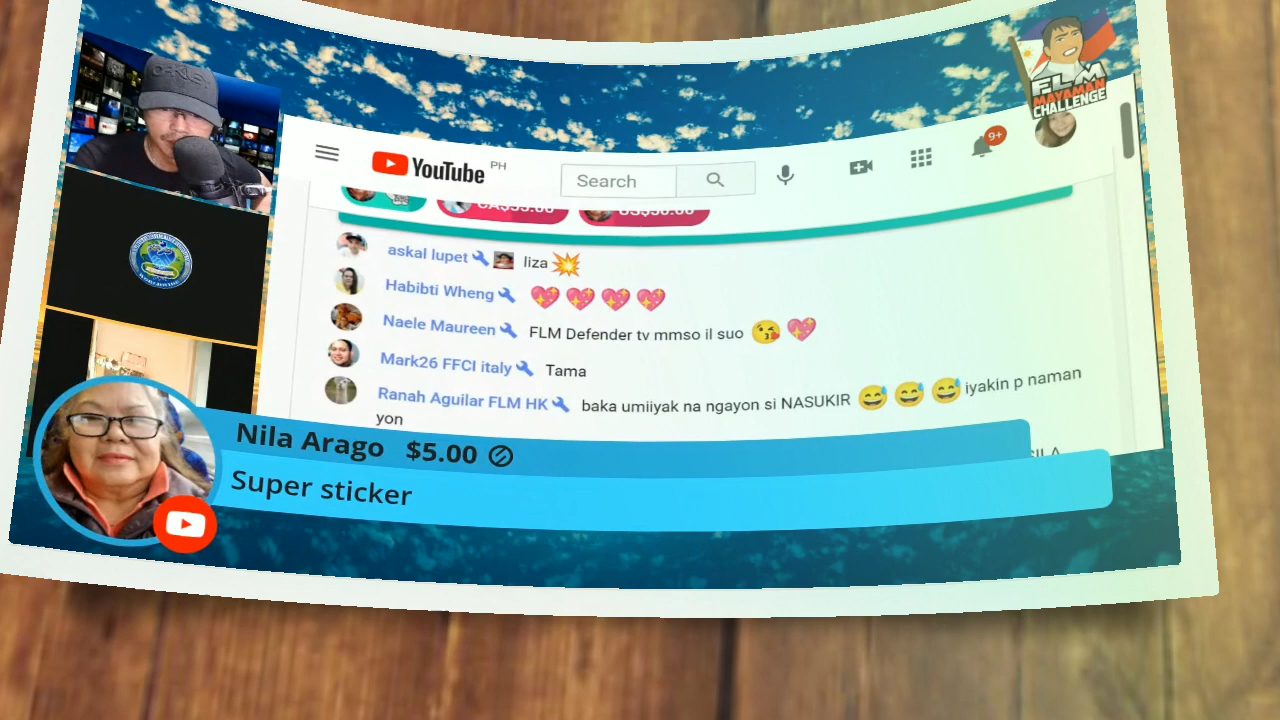 FLM
MAYAMAN
CHALLENGE
YouTube PH
Search
9+
askal lupet liza 💥
Habibti Wheng 💖 💖 💖 💖
Naele Maureen FLM Defender tv mmso il suo 😘 💖
Mark26 FFCI italy Tama
Ranah Aguilar FLM HK baka umiiyak na ngayon si NASUKIR 😅 😅 😅 iyakin p naman
yon
Nila Arago $5.00
Super sticker